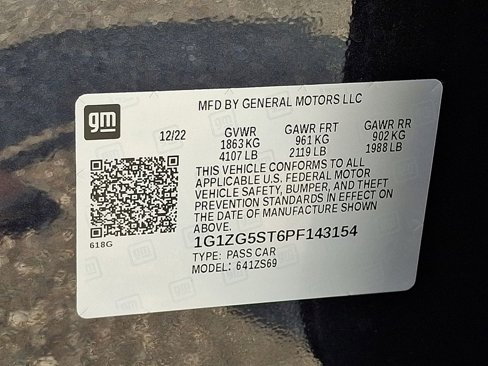 gm
MFD BY GENERAL MOTORS LLC
12/22 GVWR GAWR FRT GAWR RR
1863 KG 961 KG 902 KG
4107 LB 2119 LB 1988 LB
THIS VEHICLE CONFORMS TO ALL
APPLICABLE U.S. FEDERAL MOTOR
VEHICLE SAFETY, BUMPER, AND THEFT
PREVENTION STANDARDS IN EFFECT ON
THE DATE OF MANUFACTURE SHOWN
ABOVE.
618G
1G1ZG5ST6PF143154
TYPE: PASS CAR
MODEL: 641ZS69